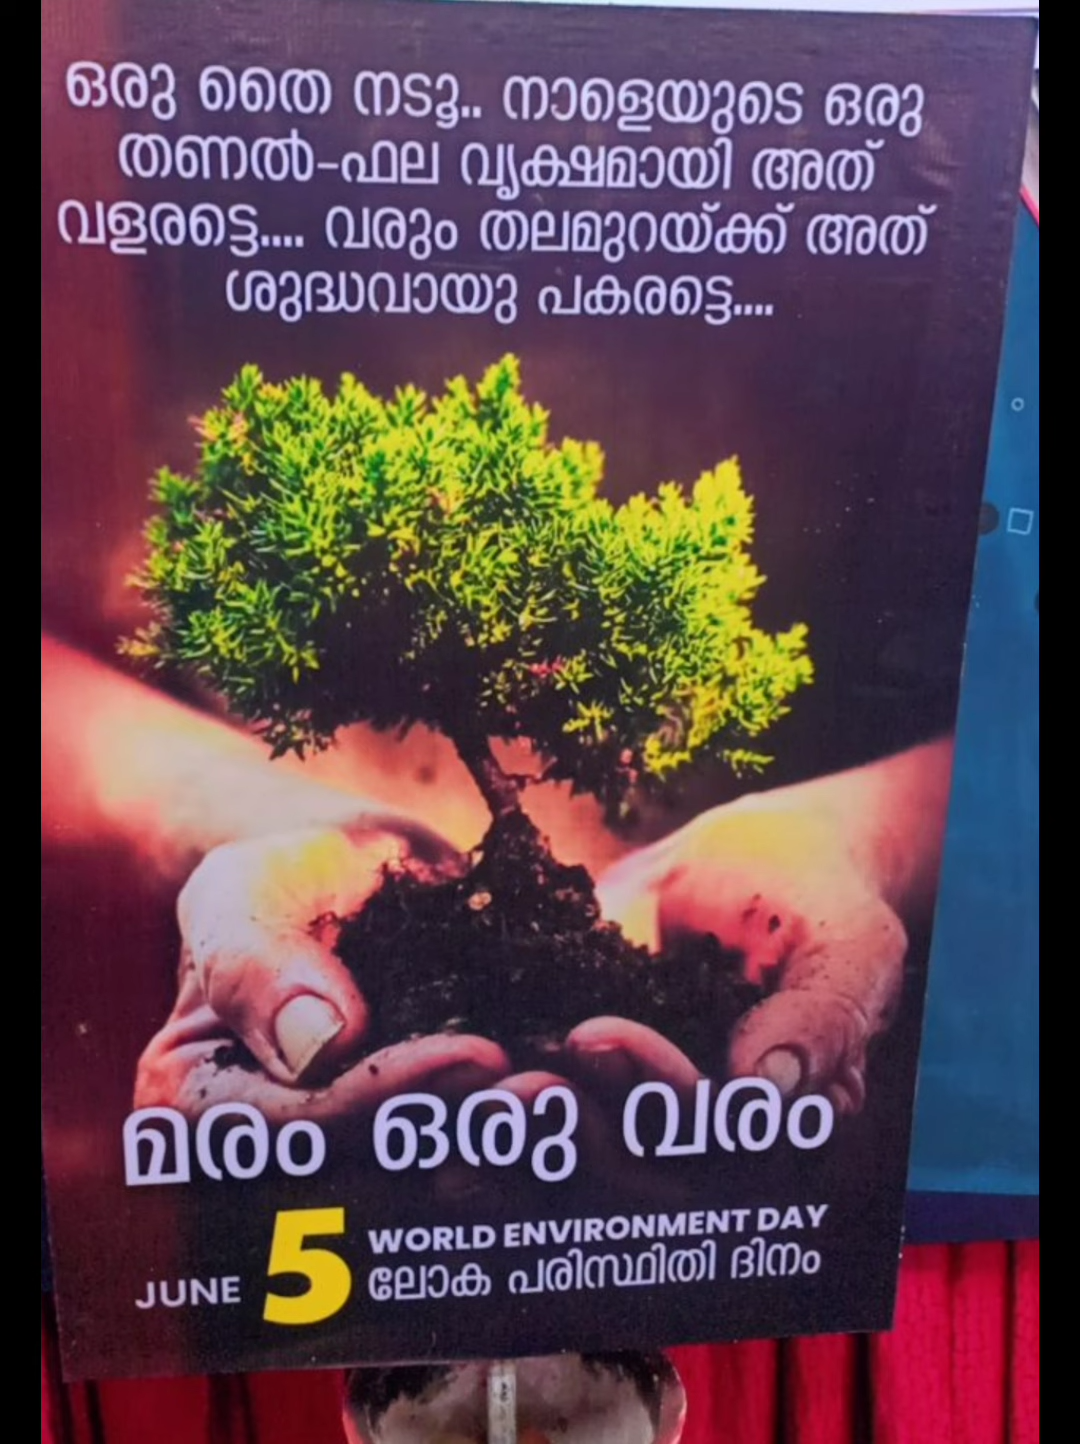 ഒരു തൈ നടൂ.. നാളെയുടെ ഒരു
തണൽ-ഫല വൃക്ഷമായി അത്
വളരട്ടെ.... വരും തലമുറയ്ക്ക് അത്
ശുദ്ധവായു പകരട്ടെ....
മരം ഒരു വരം
JUNE 5 WORLD ENVIRONMENT DAY
ലോക പരിസ്ഥിതി ദിനം